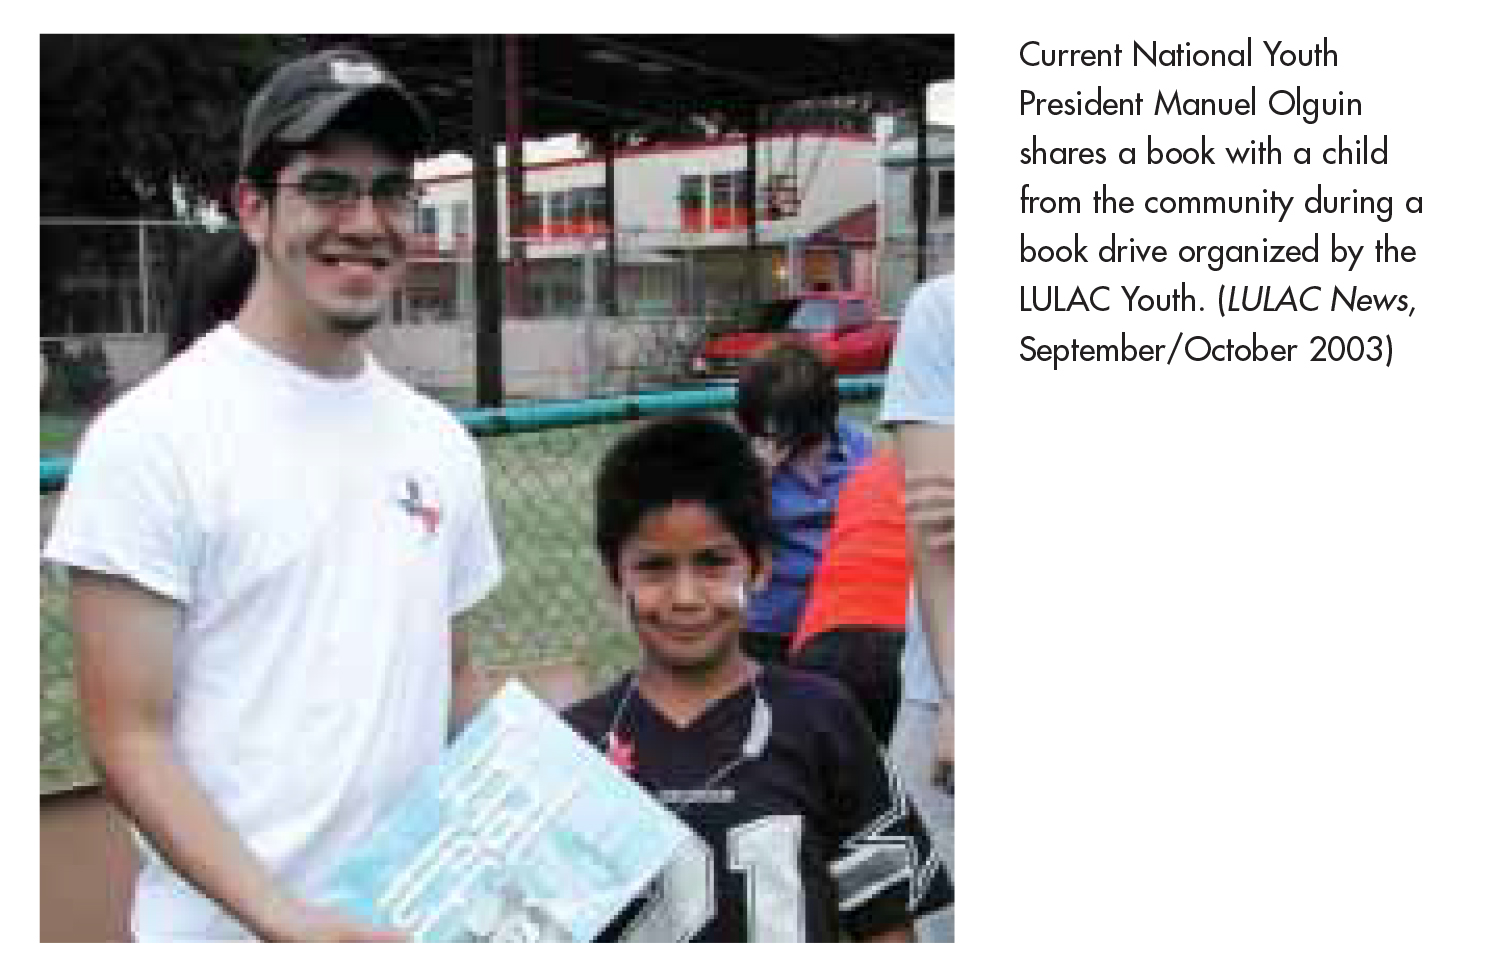 Current National Youth
President Manuel Olguin
shares a book with a child
from the community during a
book drive organized by the
LULAC Youth. (LULAC News,
September/October 2003)